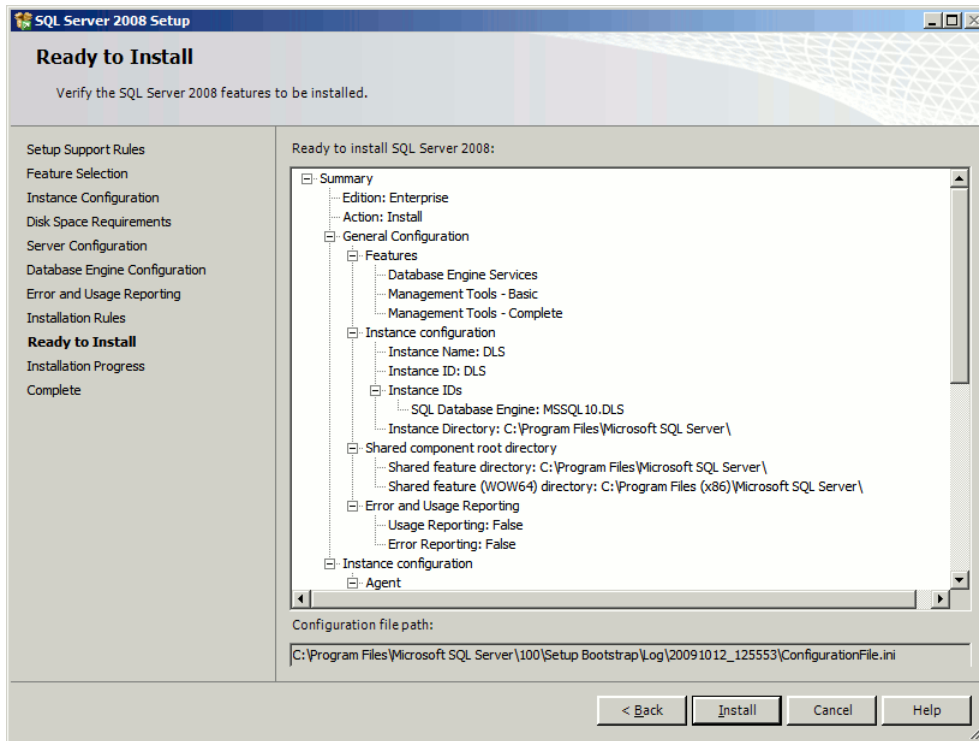 SQL Server 2008 Setup
Ready to Install
Verify the SQL Server 2008 features to be installed.
Setup Support Rules
Feature Selection
Instance Configuration
Disk Space Requirements
Server Configuration
Database Engine Configuration
Error and Usage Reporting
Installation Rules
Ready to Install
Installation Progress
Complete
Ready to install SQL Server 2008:
Summary
Edition: Enterprise
Action: Install
General Configuration
Features
Database Engine Services
Management Tools - Basic
Management Tools - Complete
Instance configuration
Instance Name: DLS
Instance ID: DLS
Instance IDs
SQL Database Engine: MSSQL10.DLS
Instance Directory: C:\Program Files\Microsoft SQL Server\
Shared component root directory
Shared feature directory: C:\Program Files\Microsoft SQL Server\
Shared feature (WOW64) directory: C:\Program Files (x86)\Microsoft SQL Server\
Error and Usage Reporting
Usage Reporting: False
Error Reporting: False
Instance configuration
Agent
Configuration file path:
C:\Program Files\Microsoft SQL Server\100\Setup Bootstrap\Log\20091012_125553\ConfigurationFile.ini
< Back Install Cancel Help